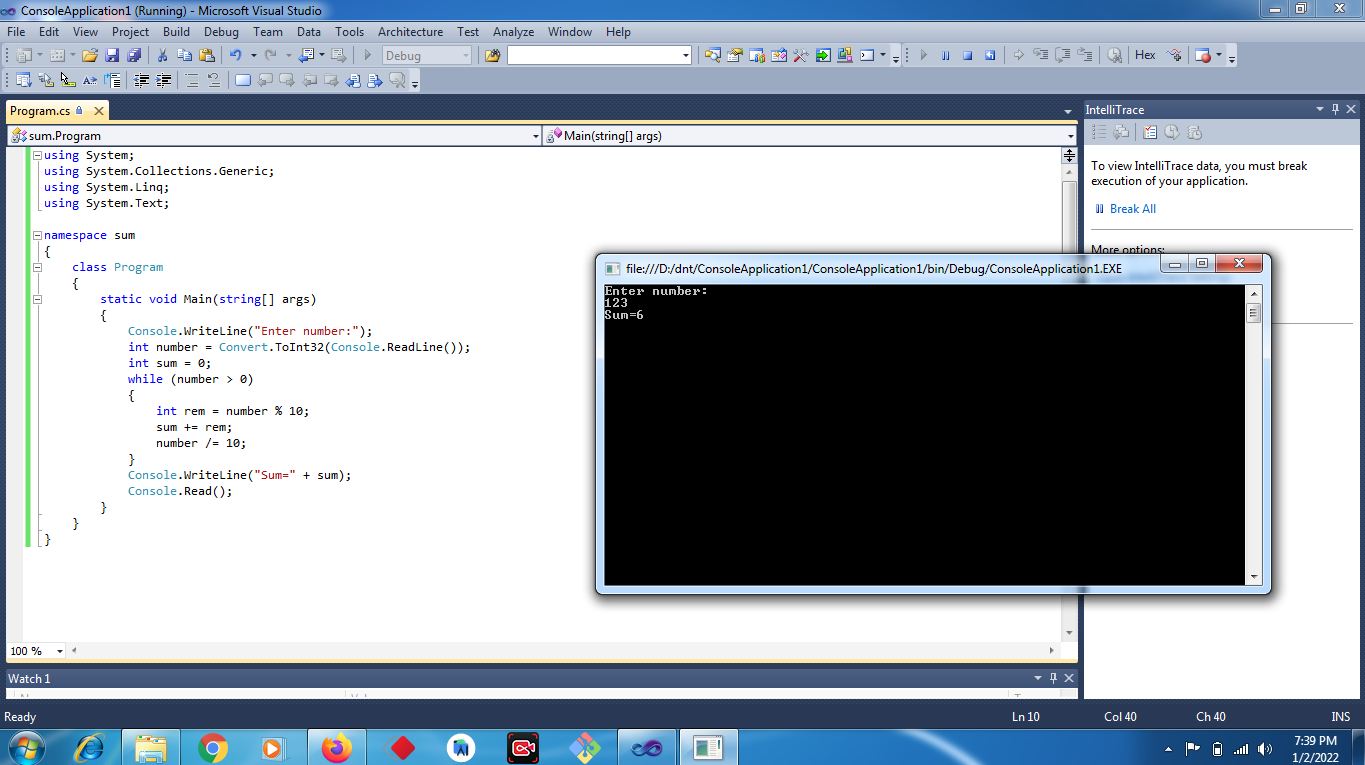 ConsoleApplication1 (Running) - Microsoft Visual Studio
File Edit View Project Build Debug Team Data Tools Architecture Test Analyze Window Help
Debug
Hex
Program.cs
sum.Program
Main(string[] args)
using System;
using System.Collections.Generic;
using System.Linq;
using System.Text;
namespace sum
{
class Program
{
static void Main(string[] args)
{
Console.WriteLine("Enter number:");
int number = Convert.ToInt32(Console.ReadLine());
int sum = 0;
while (number > 0)
{
int rem = number % 10;
sum += rem;
number /= 10;
}
Console.WriteLine("Sum=" + sum);
Console.Read();
}
}
}
100 %
IntelliTrace
To view IntelliTrace data, you must break
execution of your application.
Break All
More options:
file:///D:/dnt/ConsoleApplication1/ConsoleApplication1/bin/Debug/ConsoleApplication1.EXE
Enter number:
123
Sum=6
Watch 1
Ready
Ln 10 Col 40 Ch 40 INS
7:39 PM
1/2/2022